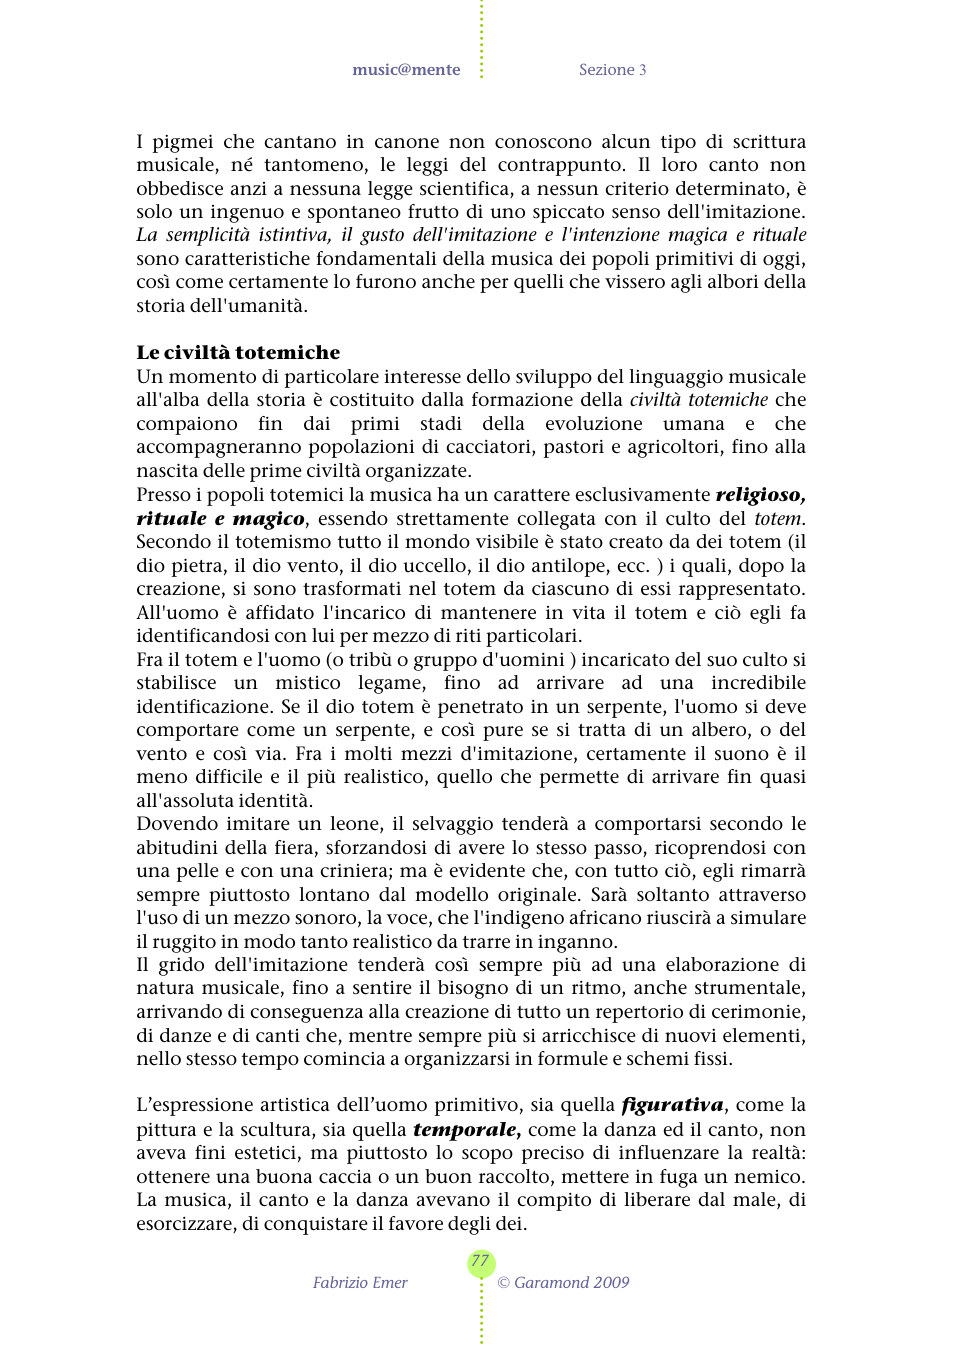 music@mente Sezione 3
I pigmei che cantano in canone non conoscono alcun tipo di scrittura
musicale, né tantomeno, le leggi del contrappunto. Il loro canto non
obbedisce anzi a nessuna legge scientifica, a nessun criterio determinato, è
solo un ingenuo e spontaneo frutto di uno spiccato senso dell'imitazione.
La semplicità istintiva, il gusto dell'imitazione e l'intenzione magica e rituale
sono caratteristiche fondamentali della musica dei popoli primitivi di oggi,
così come certamente lo furono anche per quelli che vissero agli albori della
storia dell'umanità.
Le civiltà totemiche
Un momento di particolare interesse dello sviluppo del linguaggio musicale
all'alba della storia è costituito dalla formazione della civiltà totemiche che
compaiono fin dai primi stadi della evoluzione umana e che
accompagneranno popolazioni di cacciatori, pastori e agricoltori, fino alla
nascita delle prime civiltà organizzate.
Presso i popoli totemici la musica ha un carattere esclusivamente religioso,
rituale e magico, essendo strettamente collegata con il culto del totem.
Secondo il totemismo tutto il mondo visibile è stato creato da dei totem (il
dio pietra, il dio vento, il dio uccello, il dio antilope, ecc. ) i quali, dopo la
creazione, si sono trasformati nel totem da ciascuno di essi rappresentato.
All'uomo è affidato l'incarico di mantenere in vita il totem e ciò egli fa
identificandosi con lui per mezzo di riti particolari.
Fra il totem e l'uomo (o tribù o gruppo d'uomini ) incaricato del suo culto si
stabilisce un mistico legame, fino ad arrivare ad una incredibile
identificazione. Se il dio totem è penetrato in un serpente, l'uomo si deve
comportare come un serpente, e così pure se si tratta di un albero, o del
vento e così via. Fra i molti mezzi d'imitazione, certamente il suono è il
meno difficile e il più realistico, quello che permette di arrivare fin quasi
all'assoluta identità.
Dovendo imitare un leone, il selvaggio tenderà a comportarsi secondo le
abitudini della fiera, sforzandosi di avere lo stesso passo, ricoprendosi con
una pelle e con una criniera; ma è evidente che, con tutto ciò, egli rimarrà
sempre piuttosto lontano dal modello originale. Sarà soltanto attraverso
l'uso di un mezzo sonoro, la voce, che l'indigeno africano riuscirà a simulare
il ruggito in modo tanto realistico da trarre in inganno.
Il grido dell'imitazione tenderà così sempre più ad una elaborazione di
natura musicale, fino a sentire il bisogno di un ritmo, anche strumentale,
arrivando di conseguenza alla creazione di tutto un repertorio di cerimonie,
di danze e di canti che, mentre sempre più si arricchisce di nuovi elementi,
nello stesso tempo comincia a organizzarsi in formule e schemi fissi.
L’espressione artistica dell’uomo primitivo, sia quella figurativa, come la
pittura e la scultura, sia quella temporale, come la danza ed il canto, non
aveva fini estetici, ma piuttosto lo scopo preciso di influenzare la realtà:
ottenere una buona caccia o un buon raccolto, mettere in fuga un nemico.
La musica, il canto e la danza avevano il compito di liberare dal male, di
esorcizzare, di conquistare il favore degli dei.
77
Fabrizio Emer © Garamond 2009